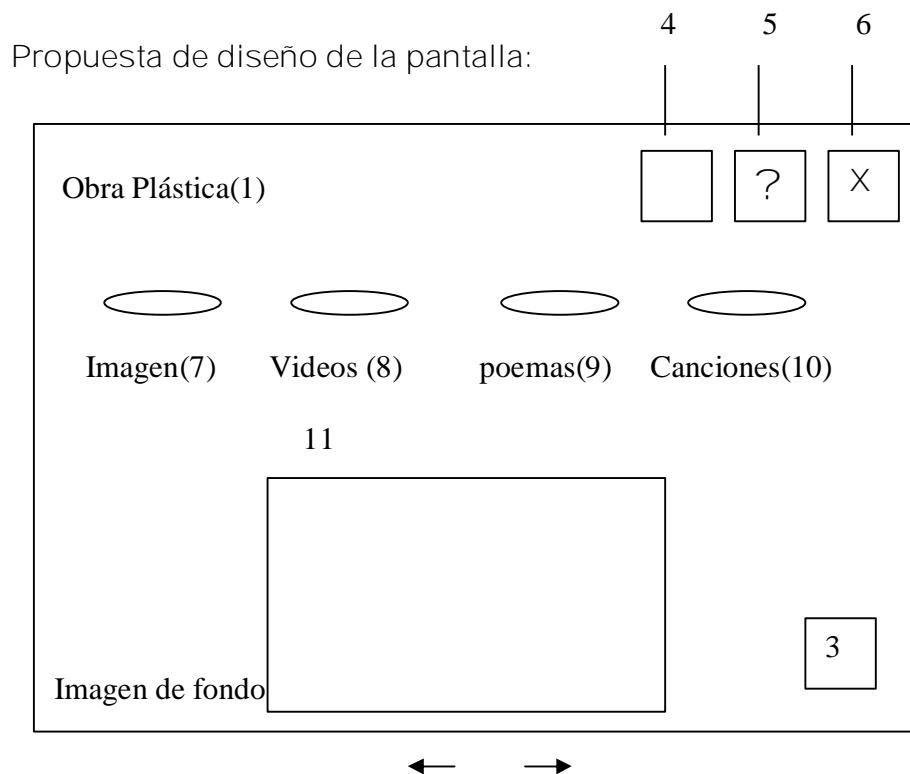 4 5 6
Propuesta de diseño de la pantalla:
Obra Plástica(1)
? X
Imagen(7) Videos (8) poemas(9) Canciones(10)
11
3
Imagen de fondo